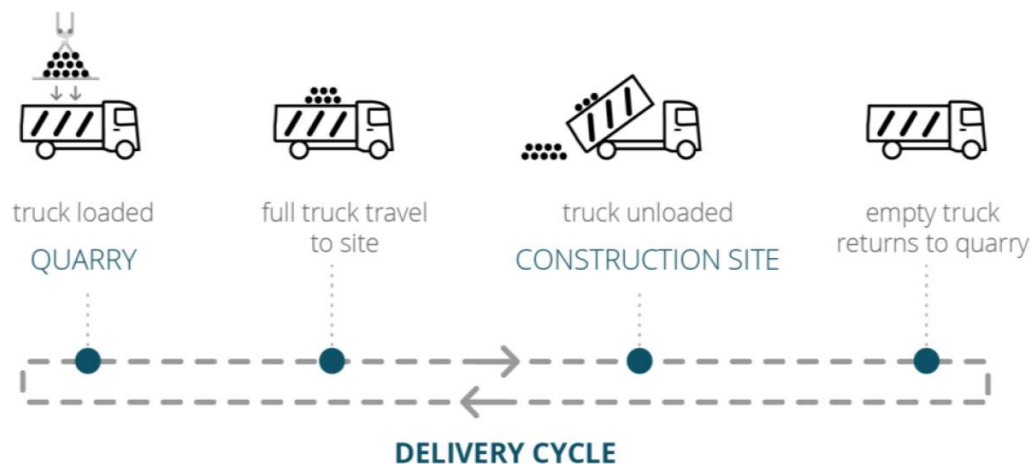 truck loaded
QUARRY
full truck travel
to site
truck unloaded
CONSTRUCTION SITE
empty truck
returns to quarry
DELIVERY CYCLE